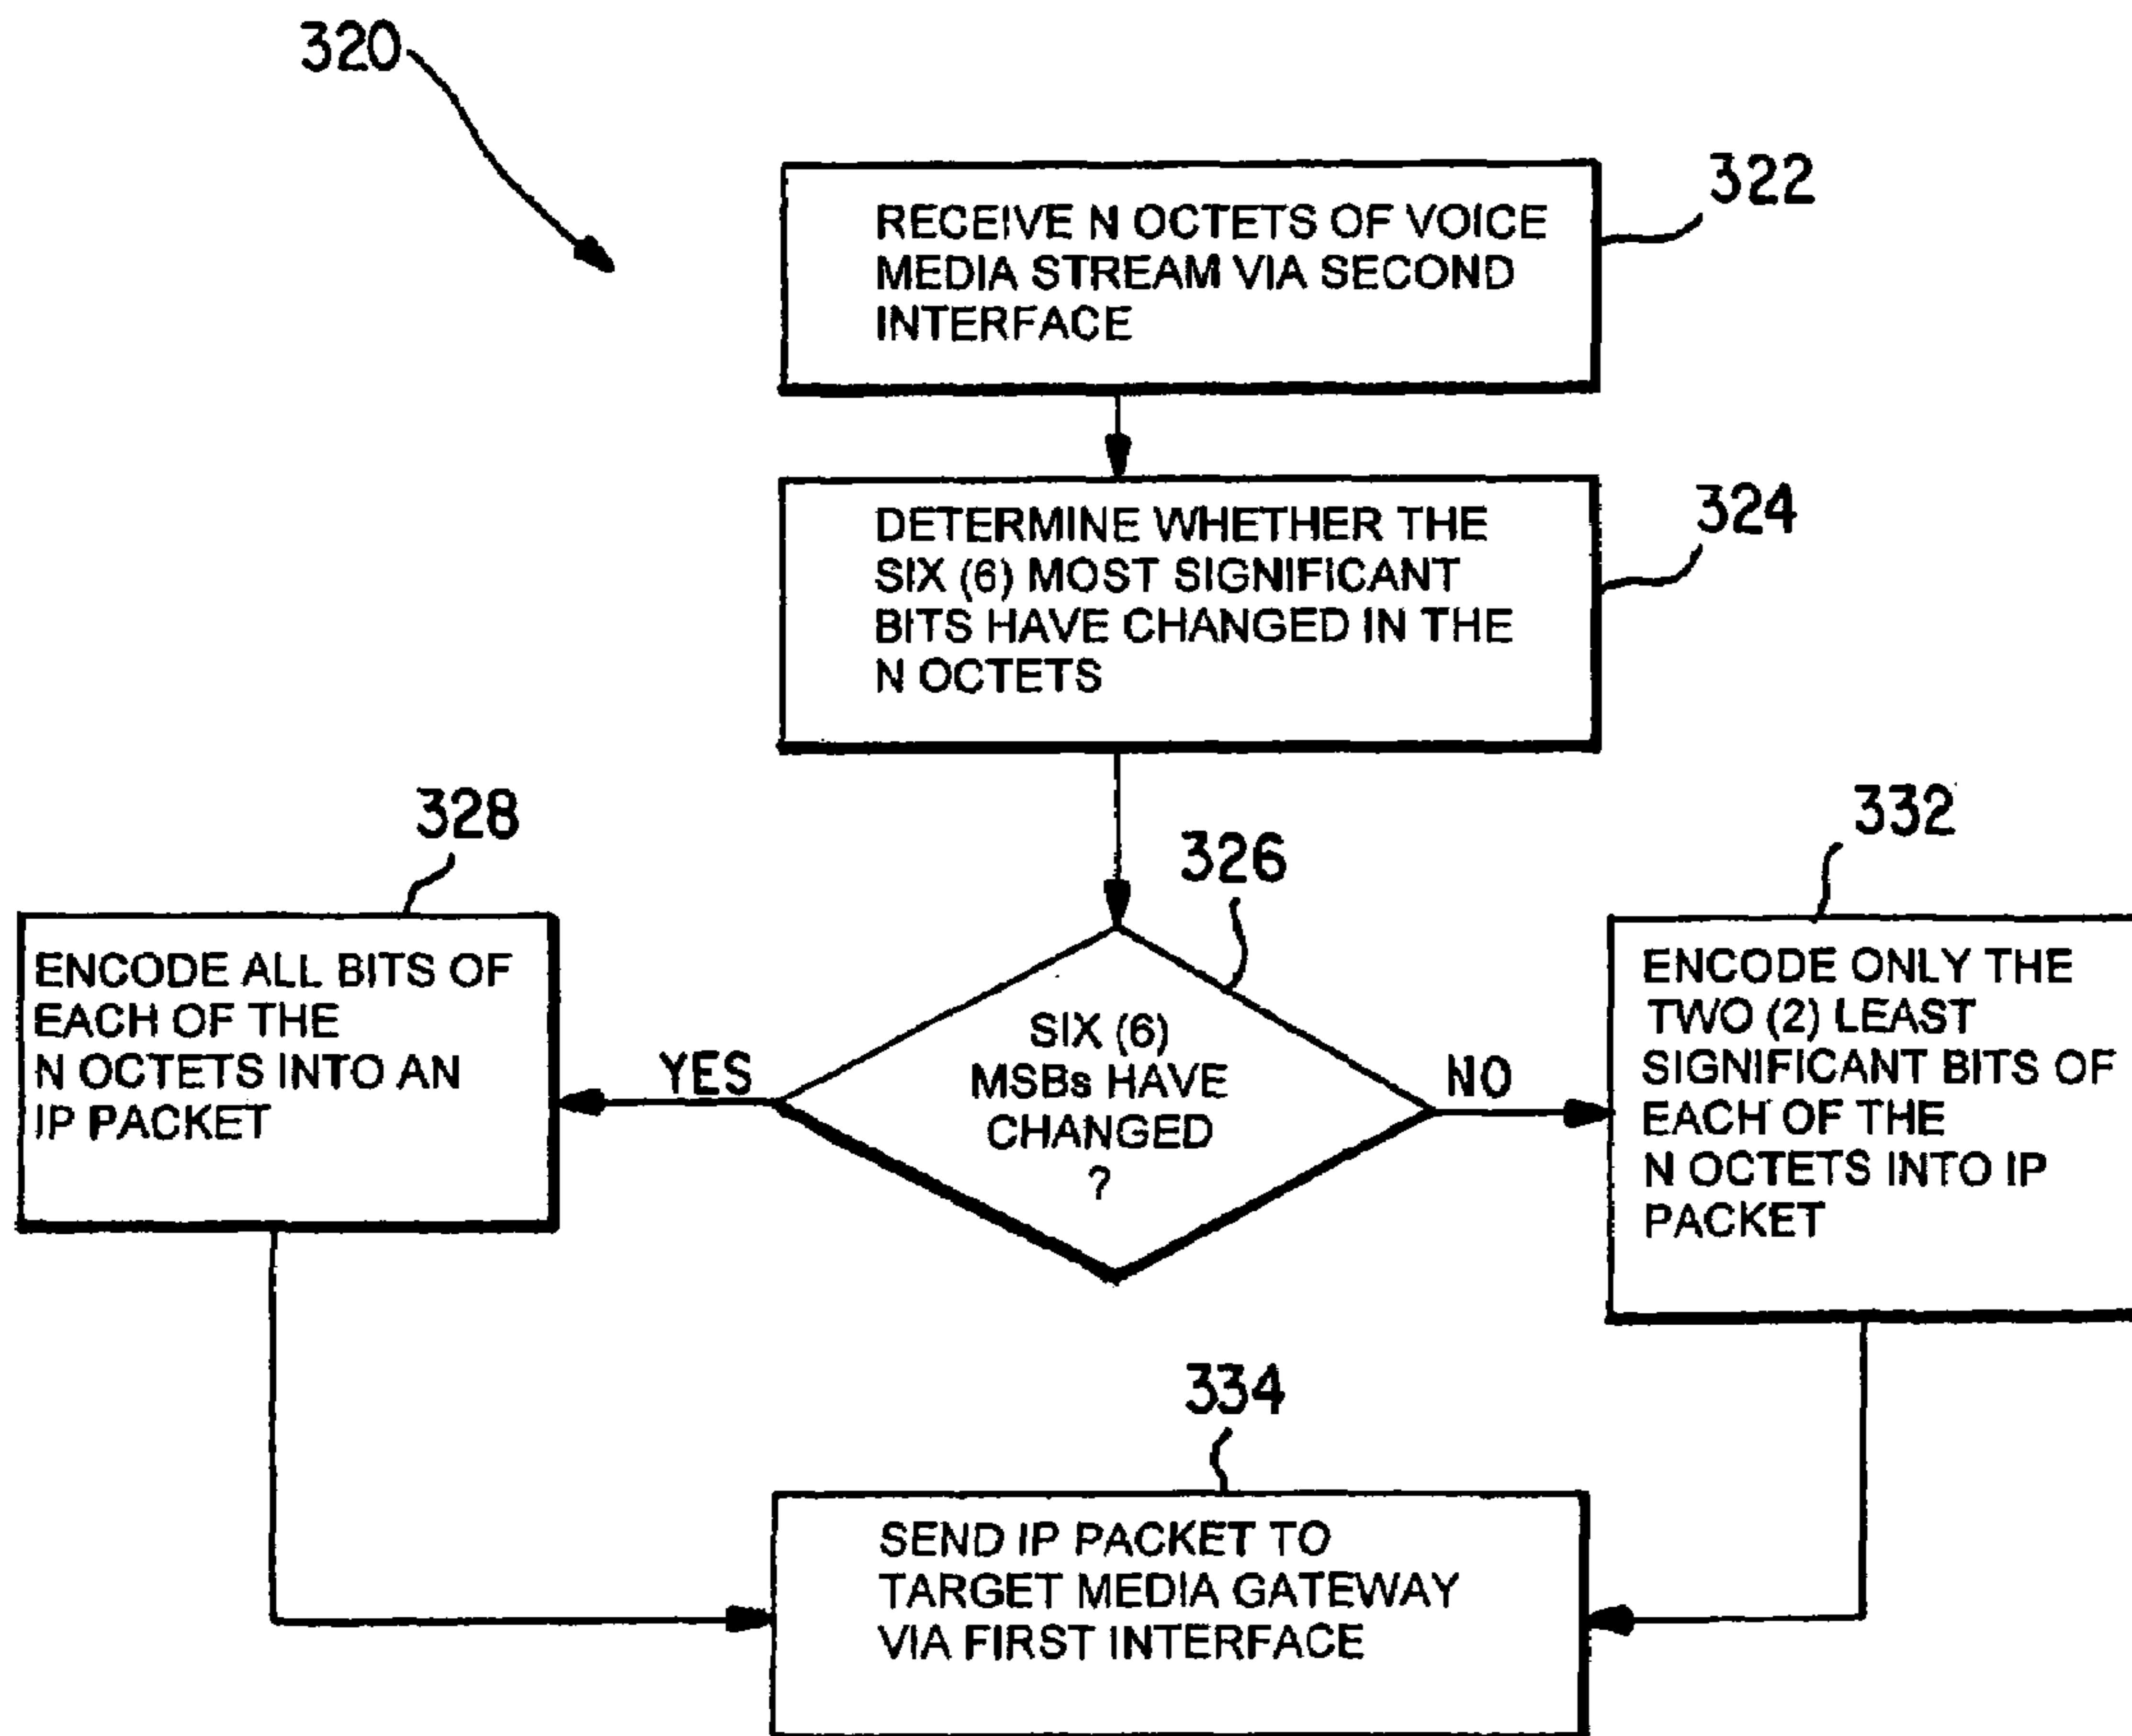 320
322
RECEIVE N OCTETS OF VOICE
MEDIA STREAM VIA SECOND
INTERFACE
324
DETERMINE WHETHER THE
SIX (6) MOST SIGNIFICANT
BITS HAVE CHANGED IN THE
N OCTETS
328
326
332
ENCODE ALL BITS OF
EACH OF THE
N OCTETS INTO AN
IP PACKET
YES
SIX (6)
MSBs HAVE
CHANGED
?
NO
ENCODE ONLY THE
TWO (2) LEAST
SIGNIFICANT BITS OF
EACH OF THE
N OCTETS INTO IP
PACKET
334
SEND IP PACKET TO
TARGET MEDIA GATEWAY
VIA FIRST INTERFACE